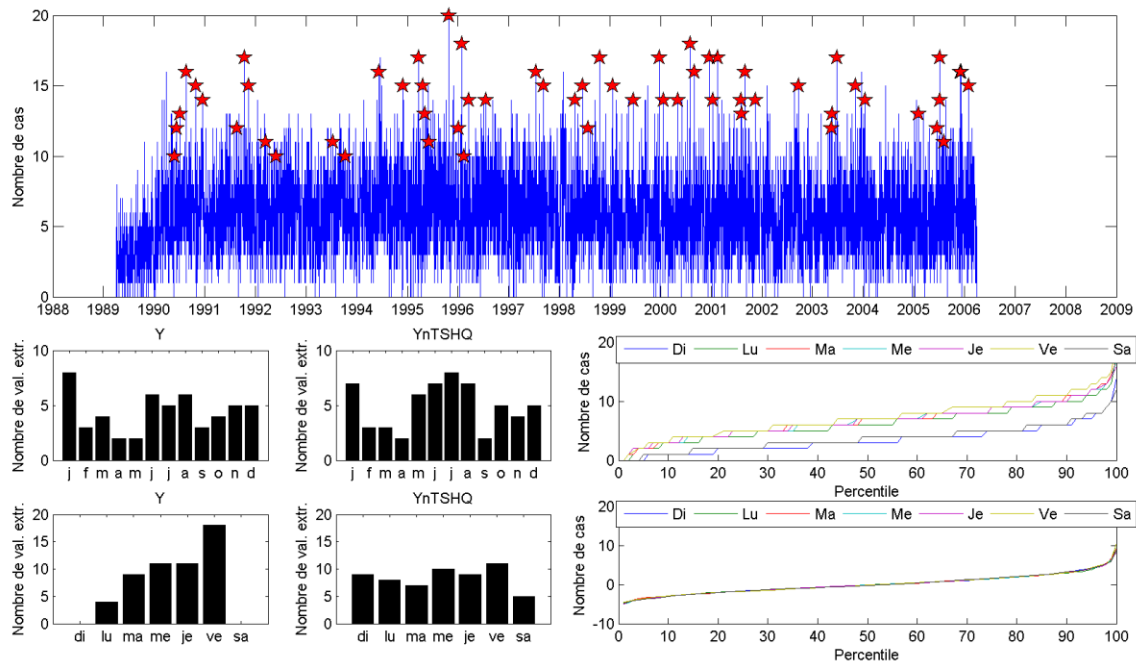 Nombre de cas
20
15
10
5
0
1988 1989 1990 1991 1992 1993 1994 1995 1996 1997 1998 1999 2000 2001 2002 2003 2004 2005 2006 2007 2008 2009
Y
Nombre de val. extr.
10
5
0
j f m a m j j a s o n d
YnTSHQ
Nombre de val. extr.
10
5
0
j f m a m j j a s o n d
Di Lu Ma Me Je Ve Sa
Nombre de cas
20
10
0
0 10 20 30 40 50 60 70 80 90 100
Percentile
Y
Nombre de val. extr.
20
15
10
5
0
di lu ma me je ve sa
YnTSHQ
Nombre de val. extr.
20
15
10
5
0
di lu ma me je ve sa
Di Lu Ma Me Je Ve Sa
Nombre de cas
10
0
-10
0 10 20 30 40 50 60 70 80 90 100
Percentile